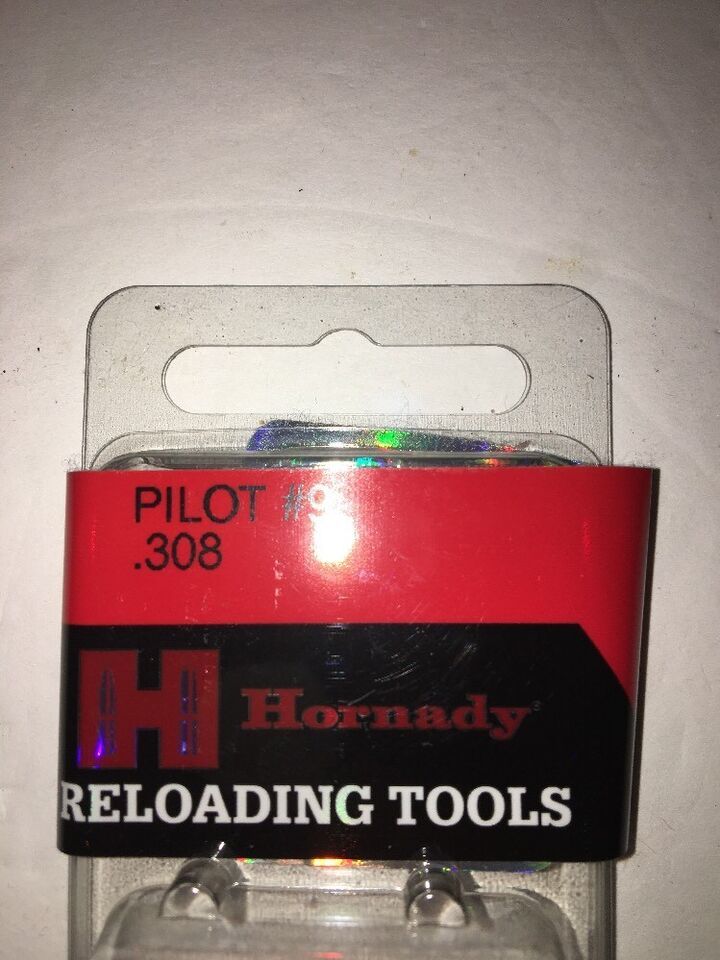 PILOT #9
.308
H
Hornady®
RELOADING TOOLS